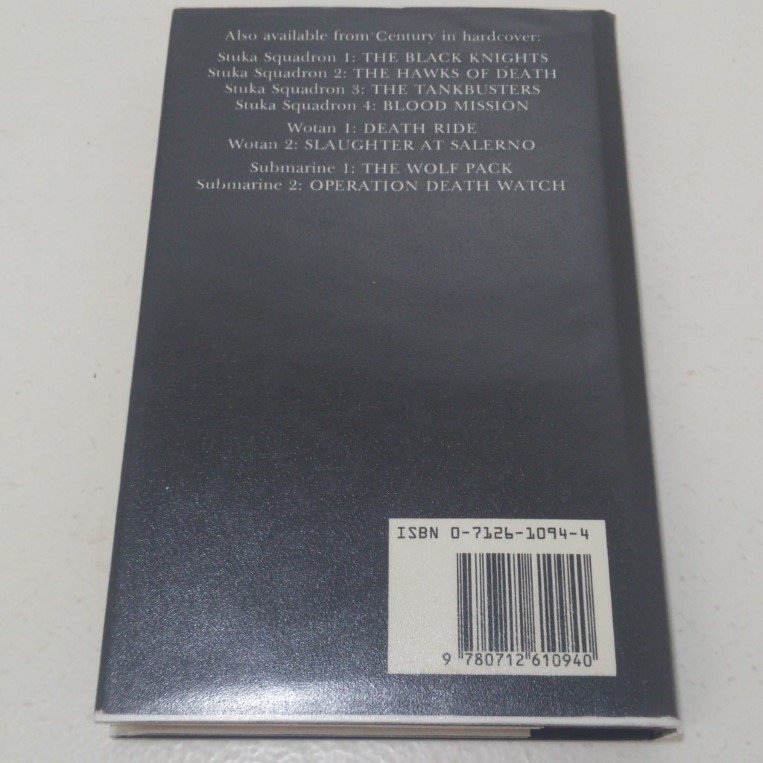 Also available from Century in hardcover:
Stuka Squadron 1: THE BLACK KNIGHTS
Stuka Squadron 2: THE HAWKS OF DEATH
Stuka Squadron 3: THE TANKBUSTERS
Stuka Squadron 4: BLOOD MISSION
Wotan 1: DEATH RIDE
Wotan 2: SLAUGHTER AT SALERNO
Submarine 1: THE WOLF PACK
Submarine 2: OPERATION DEATH WATCH
ISBN 0-7126-1094-4
9 780712 610940